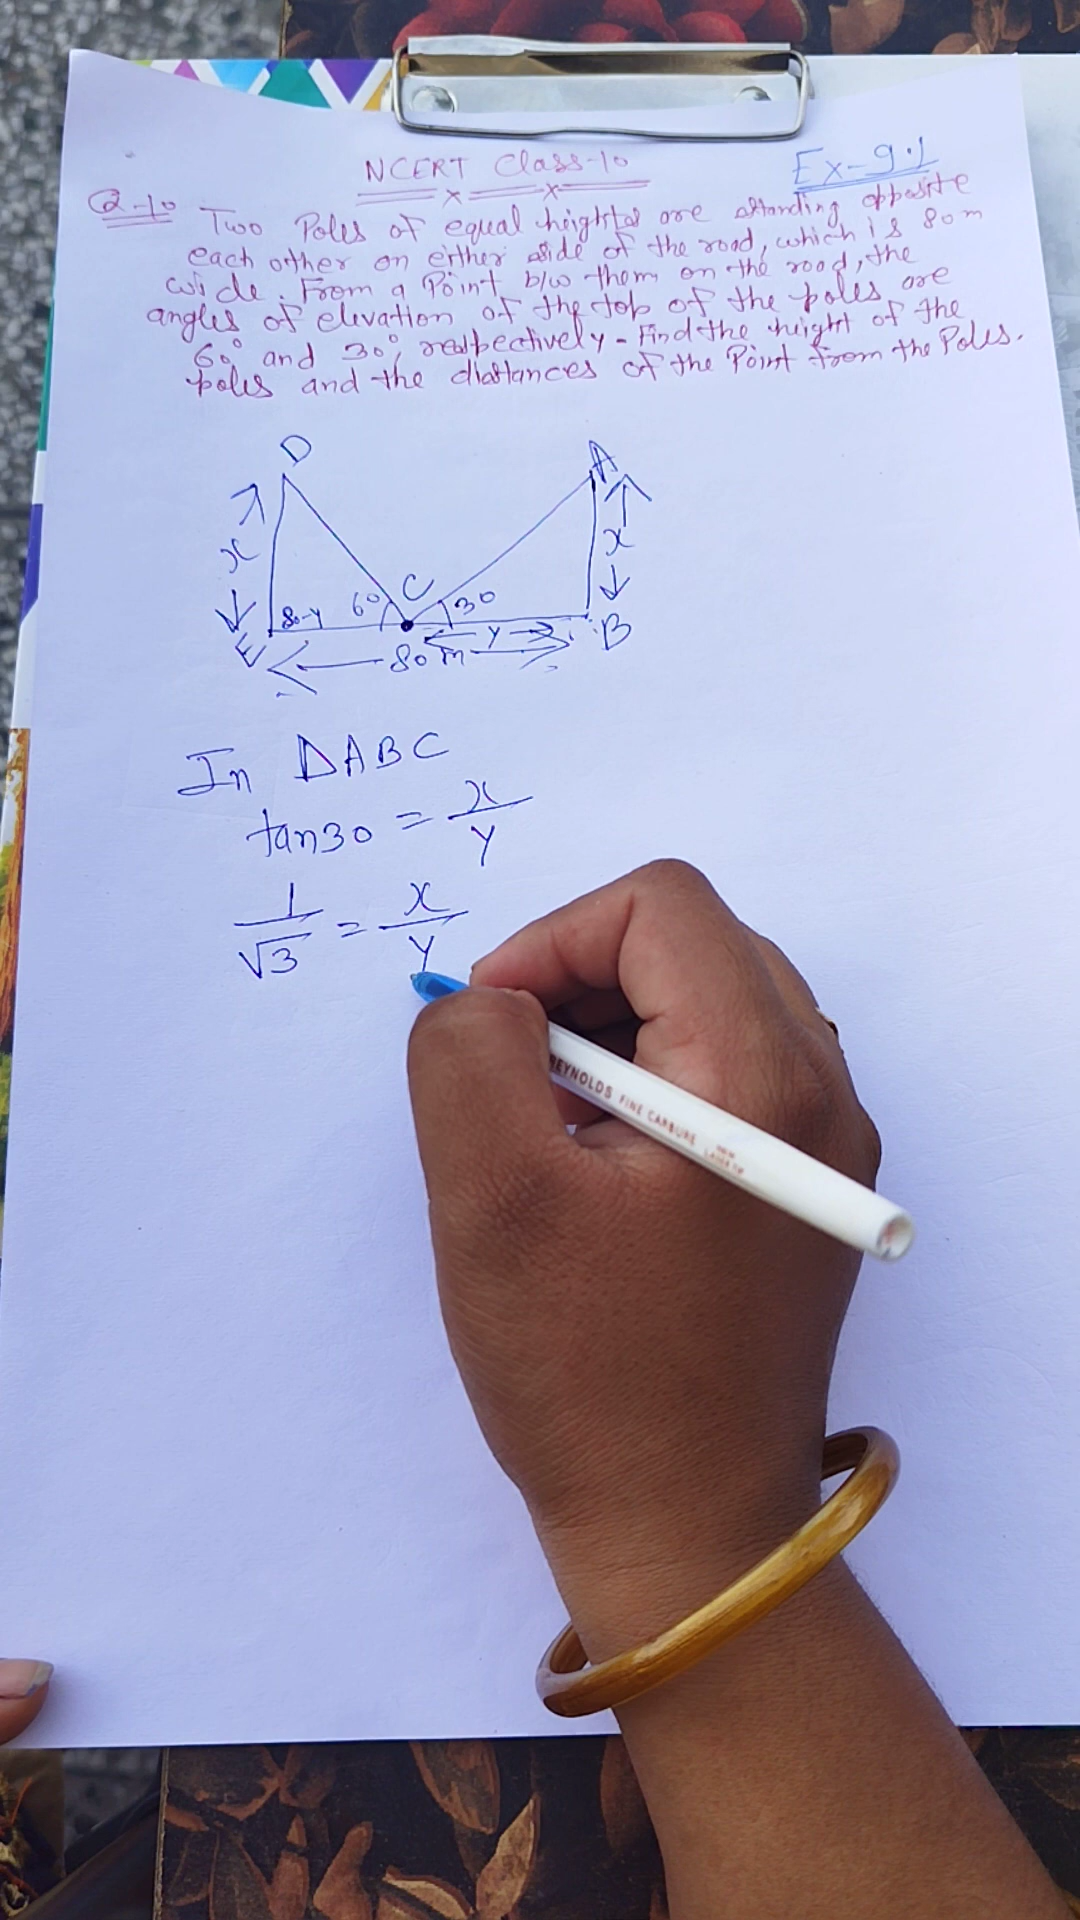 NCERT Class-10
Ex-9.1
Q-10 Two Poles of equal heights are standing opposite
each other on either side of the road, which is 80m
wide. From a Point b/w them on the road, the
angles of elevation of the top of the poles are
60° and 30°, respectively. Find the height of the
poles and the distances of the Point from the Poles.
D A
x x
C
80-y 60 30
E y B
80m
In ΔABC
tan30 = x/y
1/√3 = x/y
REYNOLDS FINE CARBURE